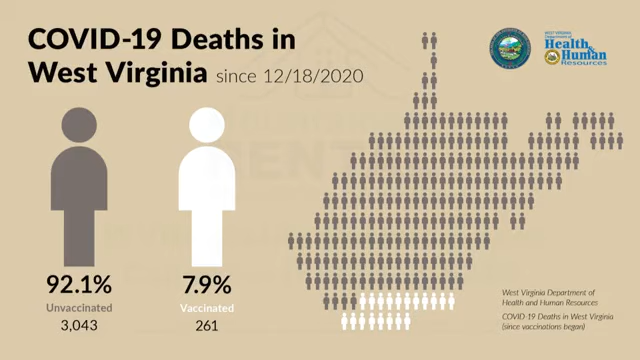 COVID-19 Deaths in
West Virginia since 12/18/2020
WEST VIRGINIA
Department of
Health &
Human
Resources
92.1%
Unvaccinated
3,043
7.9%
Vaccinated
261
West Virginia Department of
Health and Human Resources
COVID-19 Deaths in West Virginia
(since vaccinations began)